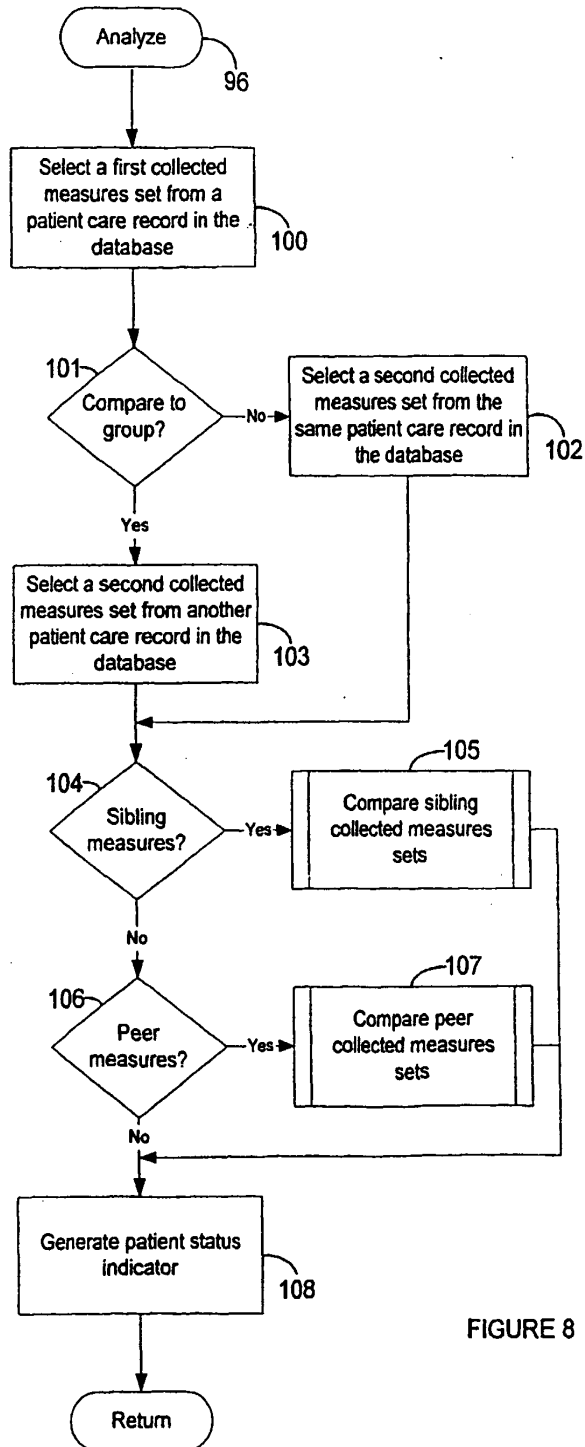 Analyze
96
Select a first collected
measures set from a
patient care record in the
database
100
101
Compare to
group?
No
Select a second collected
measures set from the
same patient care record in
the database
102
Yes
Select a second collected
measures set from another
patient care record in the
database
103
104
Sibling
measures?
Yes
105
Compare sibling
collected measures
sets
No
106
Peer
measures?
Yes
107
Compare peer
collected measures
sets
No
Generate patient status
indicator
108
FIGURE 8
Return